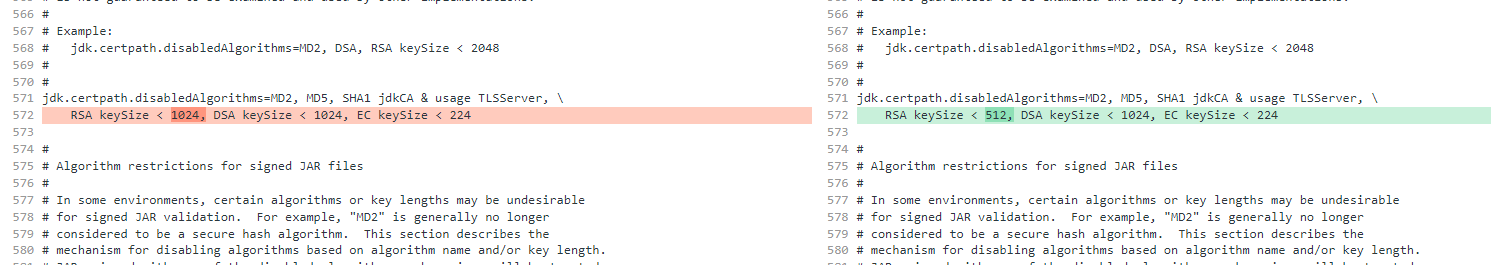 566 #
567 # Example:
568 #   jdk.certpath.disabledAlgorithms=MD2, DSA, RSA keySize < 2048
569 #
570 #
571 jdk.certpath.disabledAlgorithms=MD2, MD5, SHA1 jdkCA & usage TLSServer, \
572     RSA keySize < 1024, DSA keySize < 1024, EC keySize < 224
573
574 #
575 # Algorithm restrictions for signed JAR files
576 #
577 # In some environments, certain algorithms or key lengths may be undesirable
578 # for signed JAR validation.  For example, "MD2" is generally no longer
579 # considered to be a secure hash algorithm.  This section describes the
580 # mechanism for disabling algorithms based on algorithm name and/or key length.
566 #
567 # Example:
568 #   jdk.certpath.disabledAlgorithms=MD2, DSA, RSA keySize < 2048
569 #
570 #
571 jdk.certpath.disabledAlgorithms=MD2, MD5, SHA1 jdkCA & usage TLSServer, \
572     RSA keySize < 512, DSA keySize < 1024, EC keySize < 224
573
574 #
575 # Algorithm restrictions for signed JAR files
576 #
577 # In some environments, certain algorithms or key lengths may be undesirable
578 # for signed JAR validation.  For example, "MD2" is generally no longer
579 # considered to be a secure hash algorithm.  This section describes the
580 # mechanism for disabling algorithms based on algorithm name and/or key length.